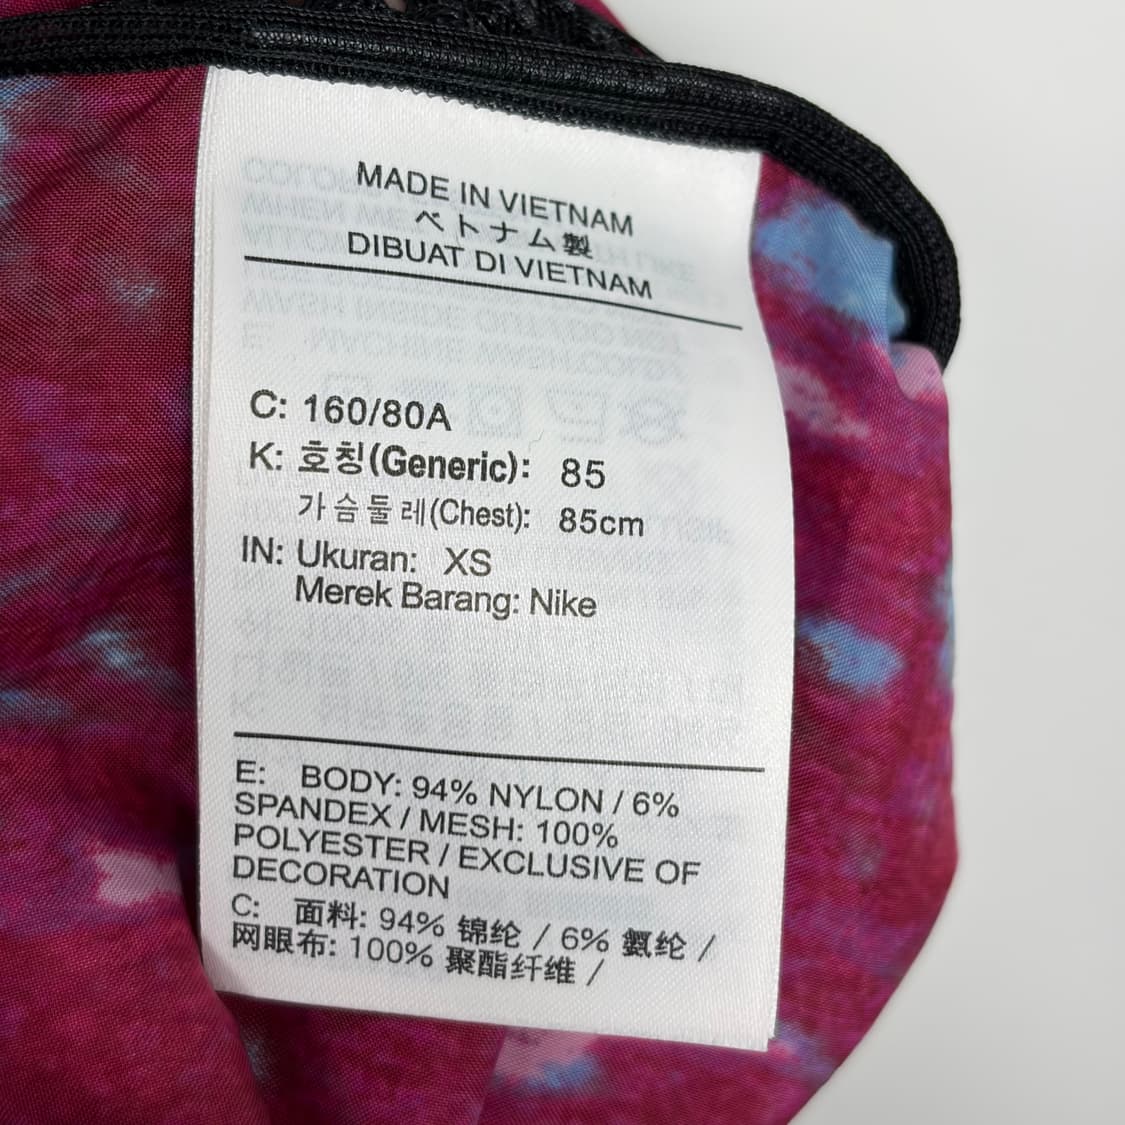 MADE IN VIETNAM
ベトナム製
DIBUAT DI VIETNAM
C: 160/80A
K: 호칭(Generic): 85
가슴둘레(Chest): 85cm
IN: Ukuran: XS
Merek Barang: Nike
E: BODY: 94% NYLON / 6%
SPANDEX / MESH: 100%
POLYESTER / EXCLUSIVE OF
DECORATION
C: 面料: 94% 锦纶 / 6% 氨纶 /
网眼布: 100% 聚酯纤维 /